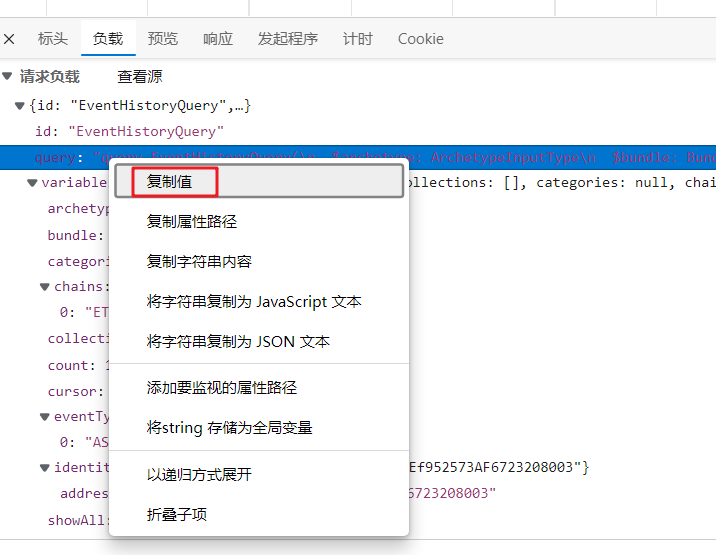 标头 负载 预览 响应 发起程序 计时 Cookie
请求负载 查看源
{id: "EventHistoryQuery",…}
id: "EventHistoryQuery"
query: ArchetypeInputType\n $bundle: Bund
variable ollections: [], categories: null, chai
复制值
archetyp
复制属性路径
bundle:
categori
复制字符串内容
chains:
将字符串复制为 JavaScript 文本
0: "ET
collecti
将字符串复制为 JSON 文本
count: 1
cursor:
添加要监视的属性路径
eventTy
将string 存储为全局变量
0: "AS
identit Ef952573AF6723208003"}
以递归方式展开
addres 6723208003"
showAll:
折叠子项